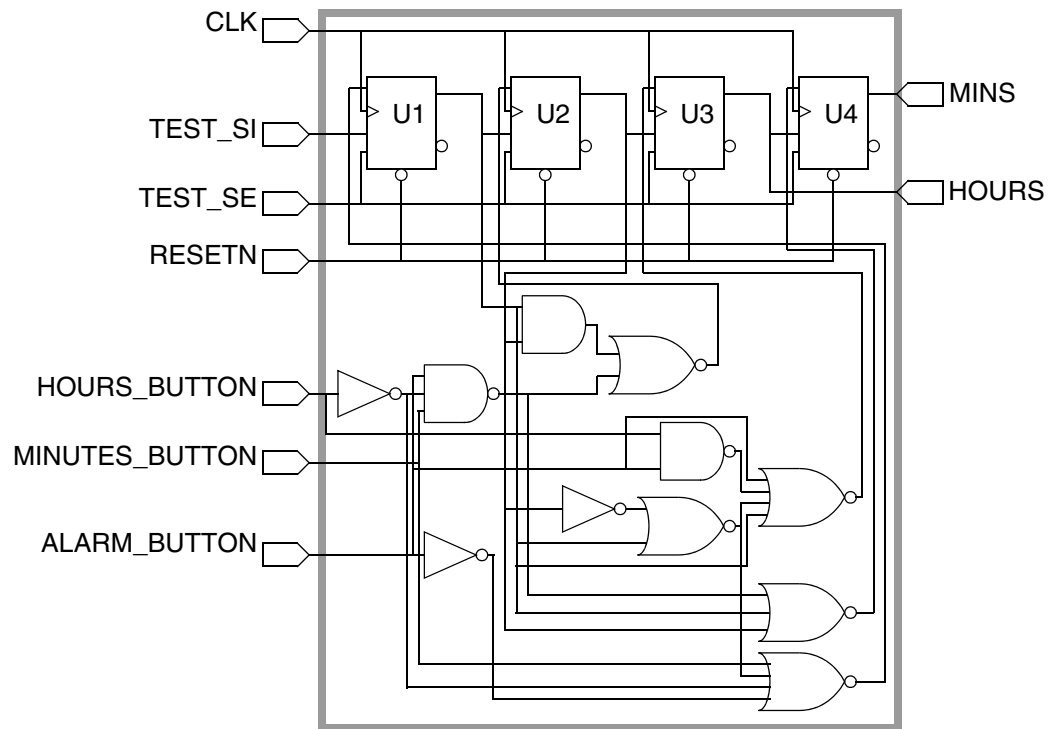 CLK
U1 U2 U3 U4
MINS
TEST_SI
TEST_SE
HOURS
RESETN
HOURS_BUTTON
MINUTES_BUTTON
ALARM_BUTTON